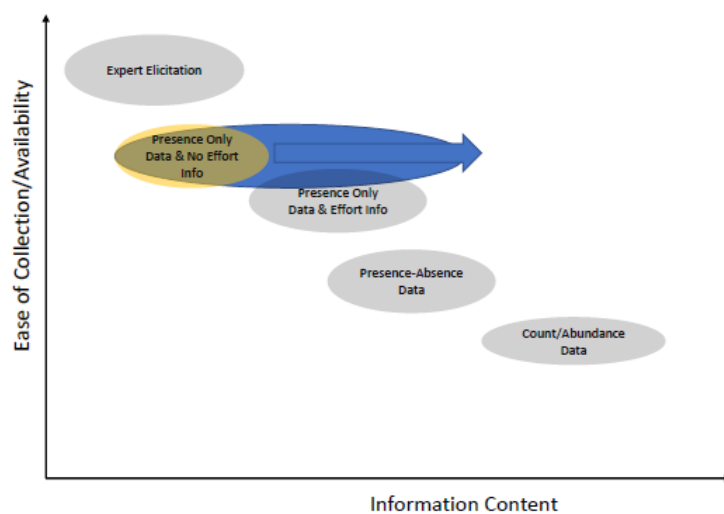 Expert Elicitation
Presence Only
Data & No Effort
Info
Presence Only
Data & Effort Info
Presence-Absence
Data
Count/Abundance
Data
Ease of Collection/Availability
Information Content